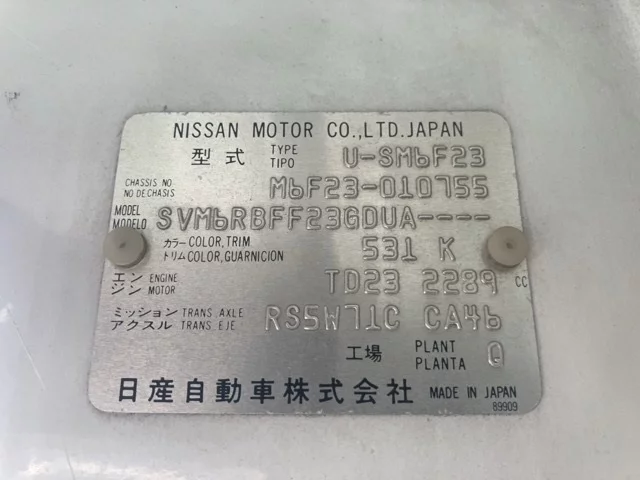 NISSAN MOTOR CO.,LTD.JAPAN
型式 TYPE TIPO U-SM6F23
CHASSIS NO NO DE CHASIS M6F23-010755
MODEL MODELO SVM6RBFF23GDUA----
カラー COLOR,TRIM トリム COLOR,GUARNICION 531 K
エンジン ENGINE MOTOR TD23 2289 CC
ミッション TRANS. AXLE アクスル TRANS. EJE RS5W71C CA46
工場 PLANT PLANTA Q
日産自動車株式会社 MADE IN JAPAN
89909